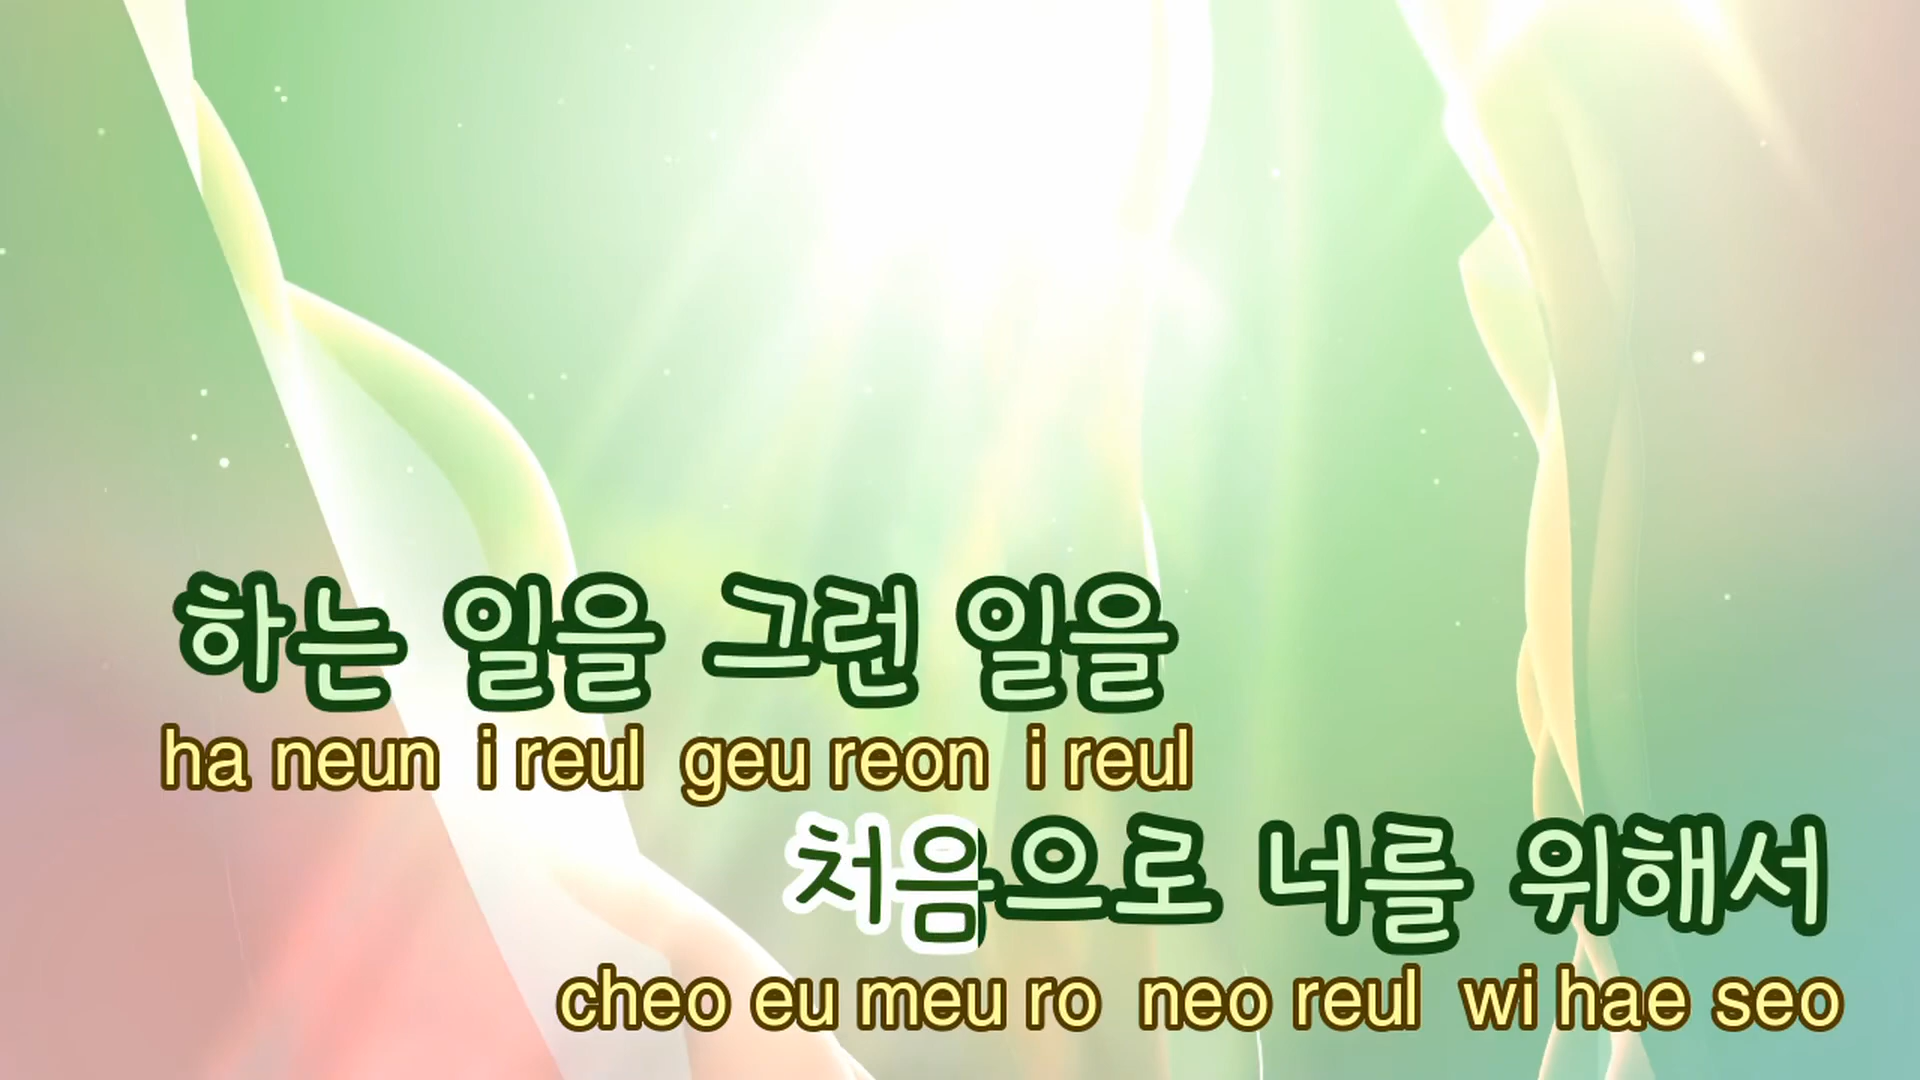 하는 일을 그런 일을
ha neun i reul geu reon i reul
처음으로 너를 위해서
cheo eu meu ro neo reul wi hae seo